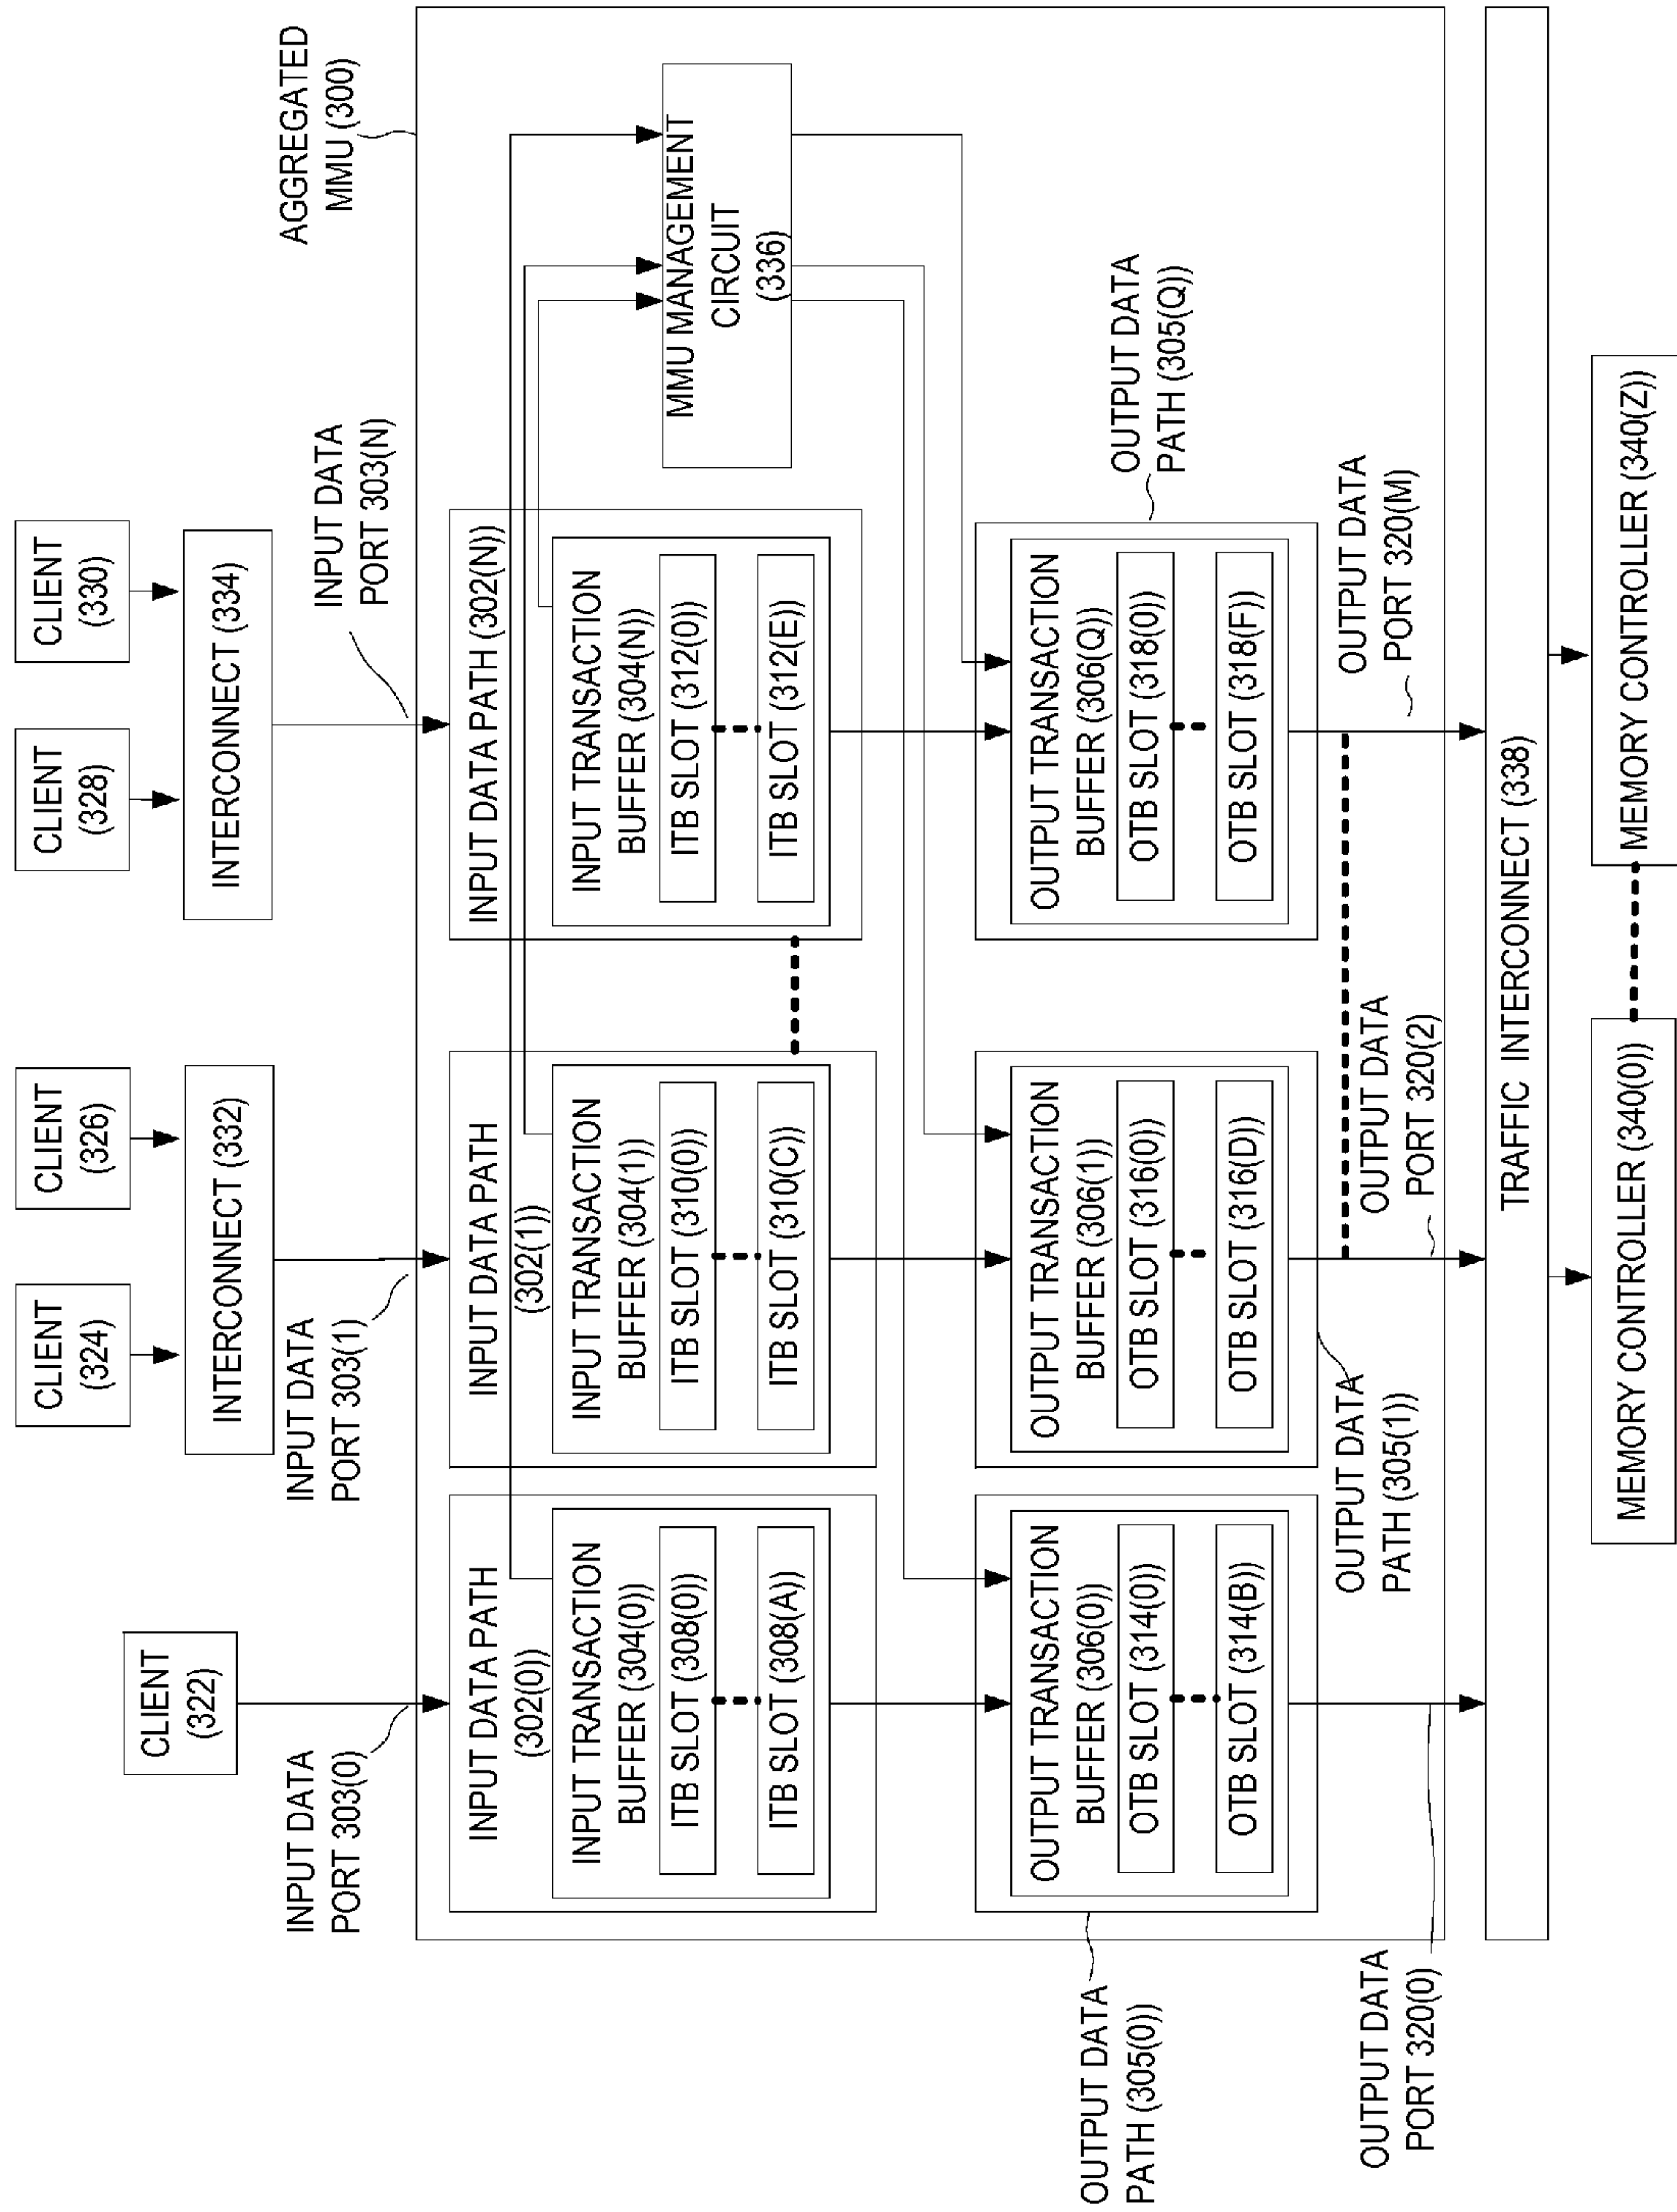 CLIENT
(322)
CLIENT
(324)
CLIENT
(326)
CLIENT
(328)
CLIENT
(330)
INTERCONNECT (332)
INTERCONNECT (334)
AGGREGATED
MMU (300)
INPUT DATA
PORT 303(0)
INPUT DATA
PORT 303(1)
INPUT DATA
PORT 303(N)
INPUT DATA PATH
(302(0))
INPUT TRANSACTION
BUFFER (304(0))
ITB SLOT (308(0))
ITB SLOT (308(A))
INPUT DATA PATH
(302(1))
INPUT TRANSACTION
BUFFER (304(1))
ITB SLOT (310(0))
ITB SLOT (310(C))
INPUT DATA PATH (302(N))
INPUT TRANSACTION
BUFFER (304(N))
ITB SLOT (312(0))
ITB SLOT (312(E))
MMU MANAGEMENT
CIRCUIT
(336)
OUTPUT DATA
PATH (305(0))
OUTPUT TRANSACTION
BUFFER (306(0))
OTB SLOT (314(0))
OTB SLOT (314(B))
OUTPUT TRANSACTION
BUFFER (306(1))
OTB SLOT (316(0))
OTB SLOT (316(D))
OUTPUT TRANSACTION
BUFFER (306(Q))
OTB SLOT (318(0))
OTB SLOT (318(F))
OUTPUT DATA
PATH (305(Q))
OUTPUT DATA
PATH (305(1))
OUTPUT DATA
PORT 320(0)
OUTPUT DATA
PORT 320(2)
OUTPUT DATA
PORT 320(M)
TRAFFIC INTERCONNECT (338)
MEMORY CONTROLLER (340(0))
MEMORY CONTROLLER (340(Z))